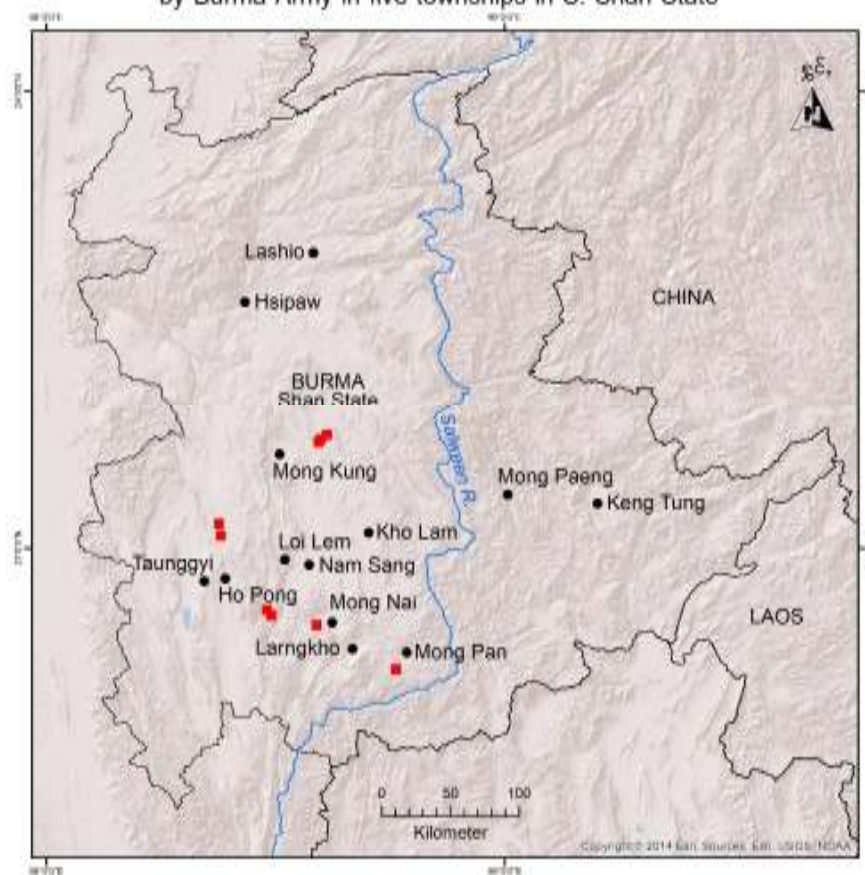 by Burma Army in five townships in S. Shan State
Lashio
Hsipaw
CHINA
BURMA
Shan State
Salween R.
Mong Kung
Mong Paeng
Keng Tung
Kho Lam
Loi Lem
Nam Sang
Taunggyi
Ho Pong
Mong Nai
LAOS
Larngkho
Mong Pan
0 50 100
Kilometer
Copyright:© 2014 Esri, Sources: Esri, USGS, NOAA